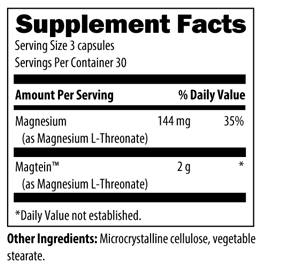 Supplement Facts
Serving Size 3 capsules
Servings Per Container 30
Amount Per Serving % Daily Value
Magnesium 144 mg 35%
(as Magnesium L-Threonate)
Magtein™ 2 g *
(as Magnesium L-Threonate)
*Daily Value not established.
Other Ingredients: Microcrystalline cellulose, vegetable
stearate.